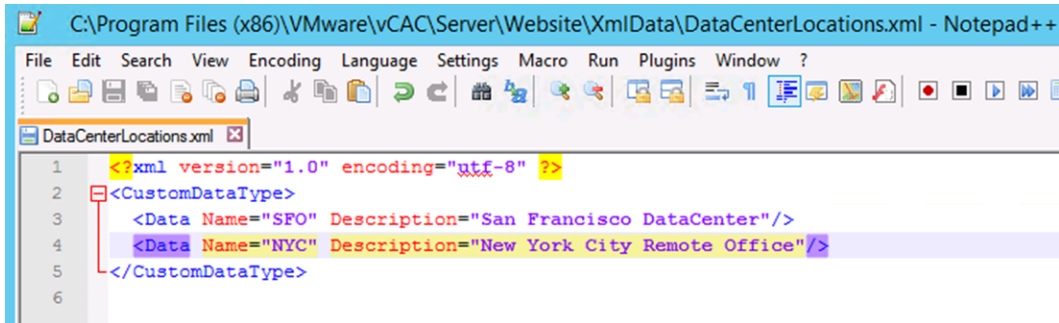 C:\Program Files (x86)\VMware\vCAC\Server\Website\XmlData\DataCenterLocations.xml - Notepad++
File Edit Search View Encoding Language Settings Macro Run Plugins Window ?
DataCenterLocations.xml
1 <?xml version="1.0" encoding="utf-8" ?>
2 <CustomDataType>
3 <Data Name="SFO" Description="San Francisco DataCenter"/>
4 <Data Name="NYC" Description="New York City Remote Office"/>
5 </CustomDataType>
6